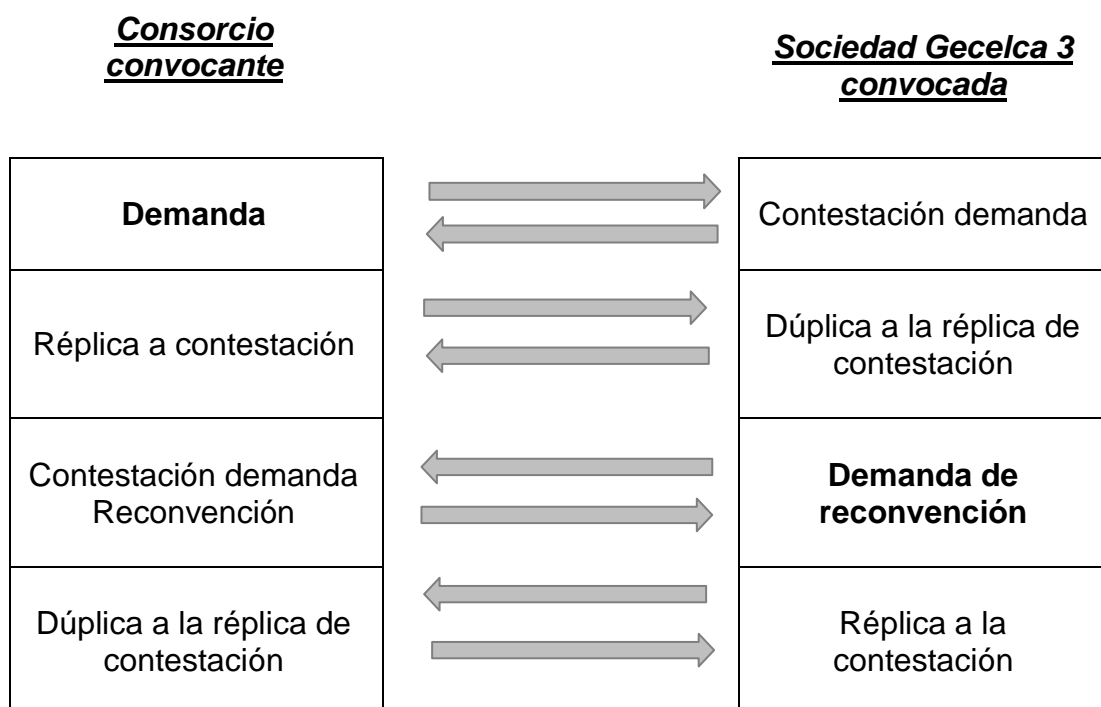 Consorcio
convocante
Sociedad Gecelca 3
convocada
Demanda
Contestación demanda
Réplica a contestación
Dúplica a la réplica de
contestación
Contestación demanda
Reconvención
Demanda de
reconvención
Dúplica a la réplica de
contestación
Réplica a la
contestación